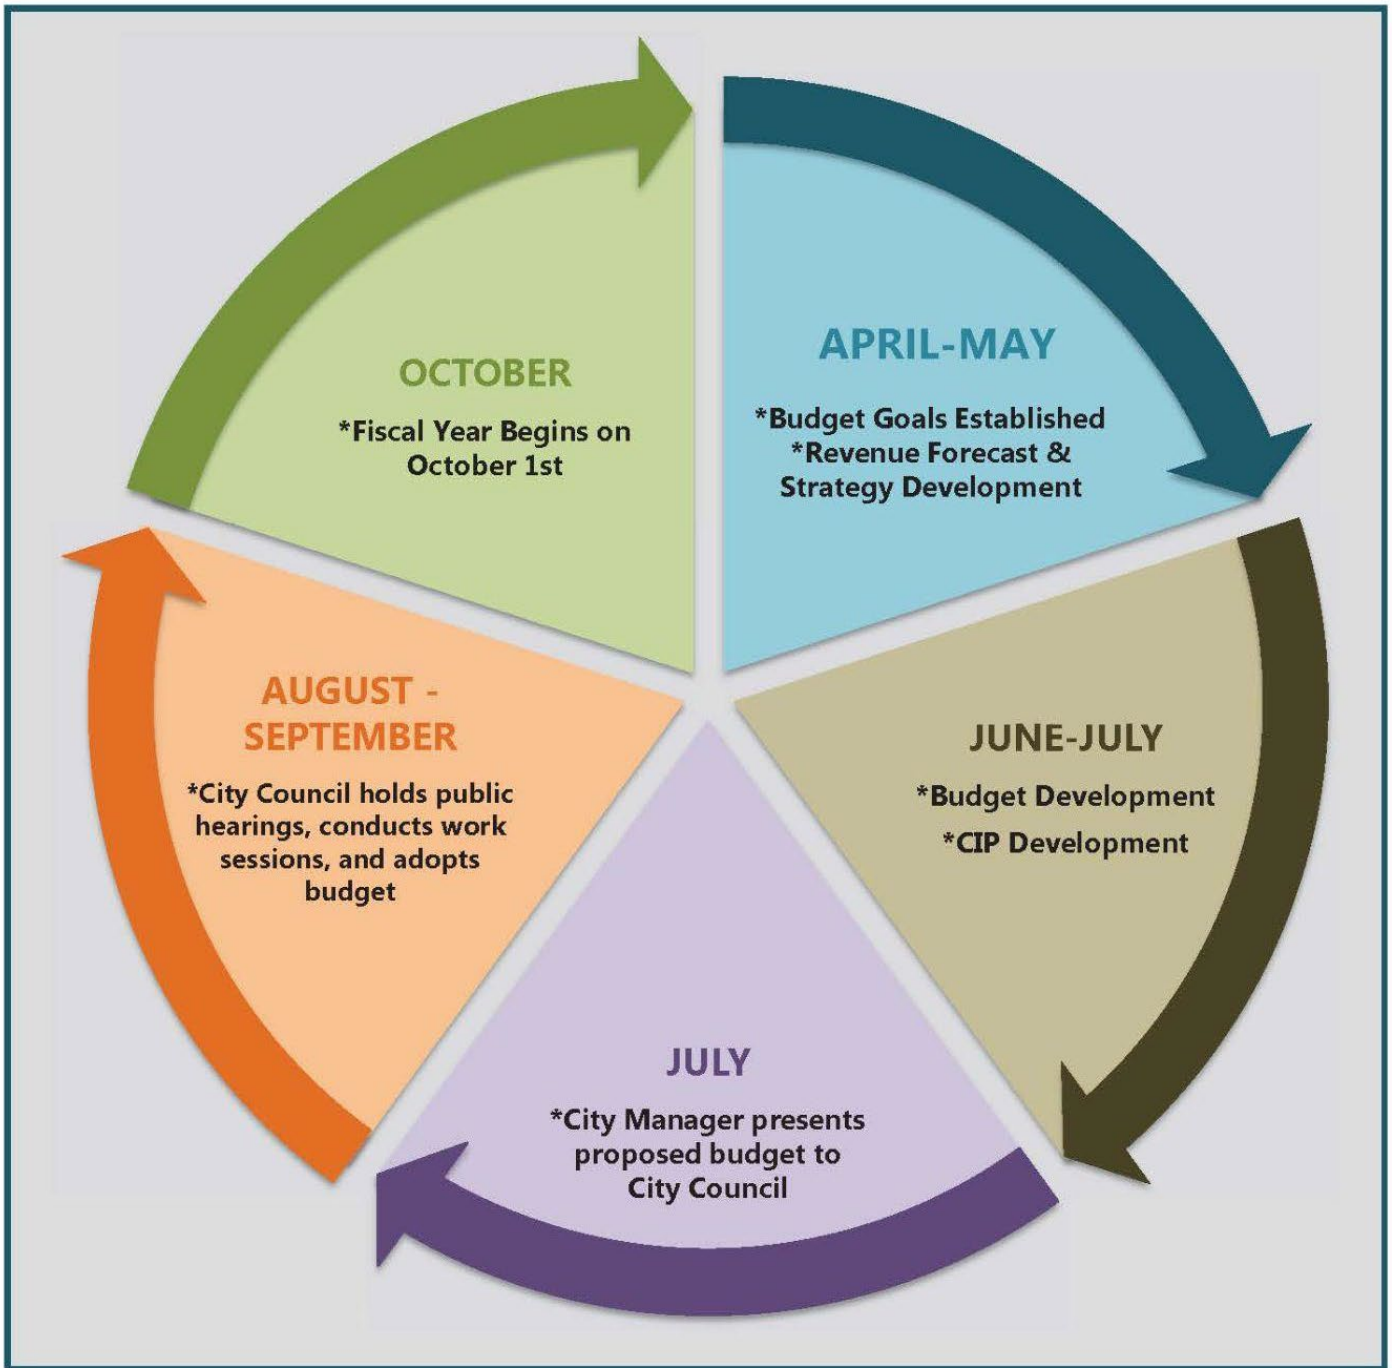 APRIL-MAY
*Budget Goals Established
*Revenue Forecast &
Strategy Development
JUNE-JULY
*Budget Development
*CIP Development
JULY
*City Manager presents
proposed budget to
City Council
AUGUST -
SEPTEMBER
*City Council holds public
hearings, conducts work
sessions, and adopts
budget
OCTOBER
*Fiscal Year Begins on
October 1st